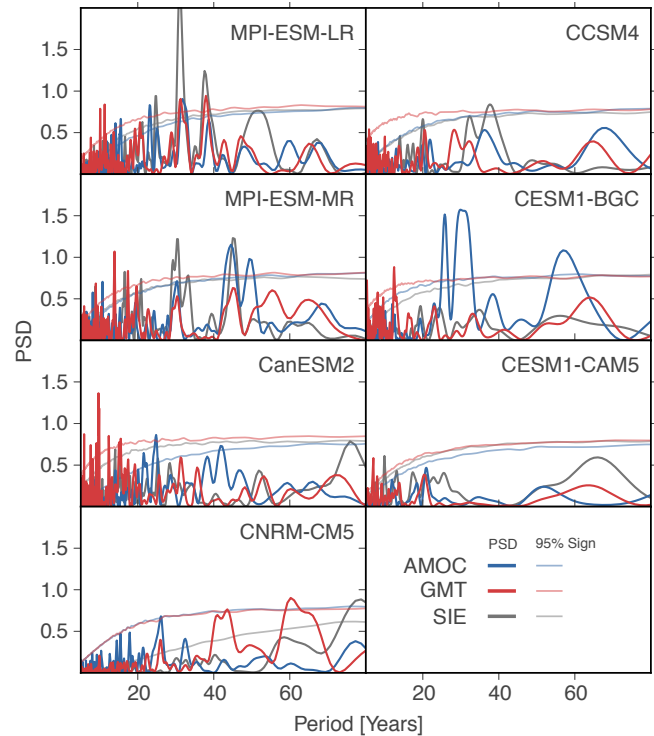 MPI-ESM-LR
CCSM4
1.5
1.0
0.5
MPI-ESM-MR
CESM1-BGC
1.5
1.0
0.5
PSD
CanESM2
CESM1-CAM5
1.5
1.0
0.5
CNRM-CM5
PSD 95% Sign
1.5
AMOC
1.0
GMT
SIE
0.5
20 40 60 20 40 60
Period [Years] Period [Years]